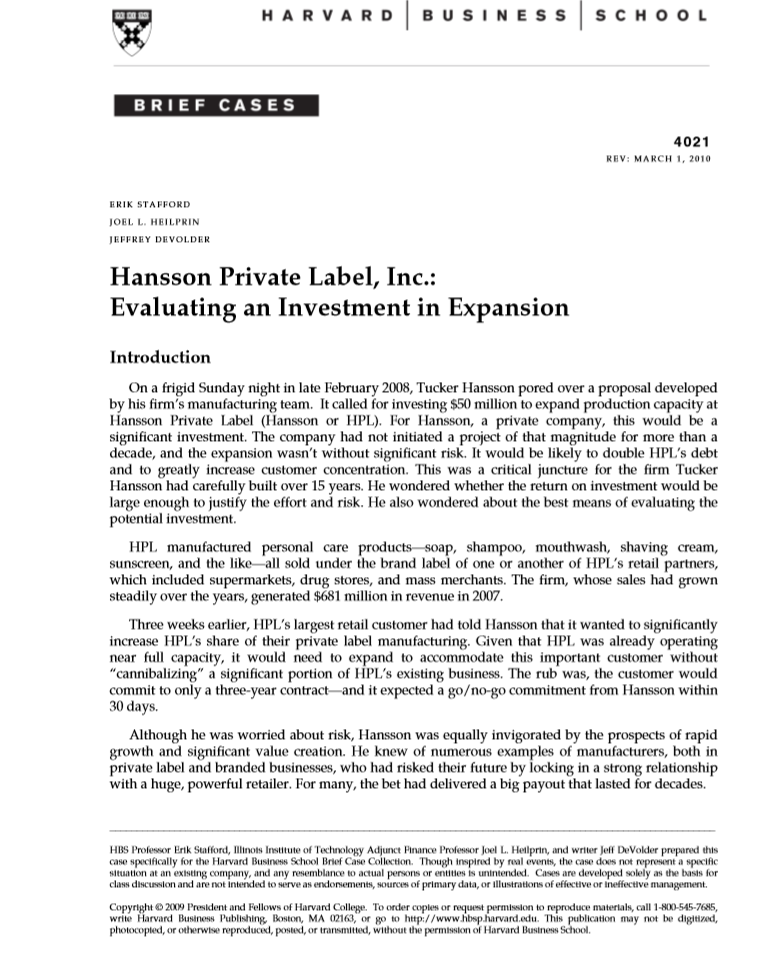 HARVARD | BUSINESS | SCHOOL
BRIEF CASES
4021
REV: MARCH 1, 2010
ERIK STAFFORD
JOEL L. HEILPRIN
JEFFREY DEVOLDER
Hansson Private Label, Inc.:
Evaluating an Investment in Expansion
Introduction
On a frigid Sunday night in late February 2008, Tucker Hansson pored over a proposal developed
by his firm's manufacturing team. It called for investing $50 million to expand production capacity at
Hansson Private Label (Hansson or HPL). For Hansson, a private company, this would be a
significant investment. The company had not initiated a project of that magnitude for more than a
decade, and the expansion wasn't without significant risk. It would be likely to double HPL's debt
and to greatly increase customer concentration. This was a critical juncture for the firm Tucker
Hansson had carefully built over 15 years. He wondered whether the return on investment would be
large enough to justify the effort and risk. He also wondered about the best means of evaluating the
potential investment.
HPL manufactured personal care products—soap, shampoo, mouthwash, shaving cream,
sunscreen, and the like—all sold under the brand label of one or another of HPL's retail partners,
which included supermarkets, drug stores, and mass merchants. The firm, whose sales had grown
steadily over the years, generated $681 million in revenue in 2007.
Three weeks earlier, HPL's largest retail customer had told Hansson that it wanted to significantly
increase HPL's share of their private label manufacturing. Given that HPL was already operating
near full capacity, it would need to expand to accommodate this important customer without
"cannibalizing" a significant portion of HPL's existing business. The rub was, the customer would
commit to only a three-year contract—and it expected a go/no-go commitment from Hansson within
30 days.
Although he was worried about risk, Hansson was equally invigorated by the prospects of rapid
growth and significant value creation. He knew of numerous examples of manufacturers, both in
private label and branded businesses, who had risked their future by locking in a strong relationship
with a huge, powerful retailer. For many, the bet had delivered a big payout that lasted for decades.
HBS Professor Erik Stafford, Illinois Institute of Technology Adjunct Finance Professor Joel L. Heilprin, and writer Jeff DeVolder prepared this
case specifically for the Harvard Business School Brief Case Collection. Though inspired by real events, the case does not represent a specific
situation at an existing company, and any resemblance to actual persons or entities is unintended. Cases are developed solely as the basis for
class discussion and are not intended to serve as endorsements, sources of primary data, or illustrations of effective or ineffective management.
Copyright © 2009 President and Fellows of Harvard College. To order copies or request permission to reproduce materials, call 1-800-545-7685,
write Harvard Business Publishing, Boston, MA 02163, or go to http://www.hbsp.harvard.edu. This publication may not be digitized,
photocopied, or otherwise reproduced, posted, or transmitted, without the permission of Harvard Business School.